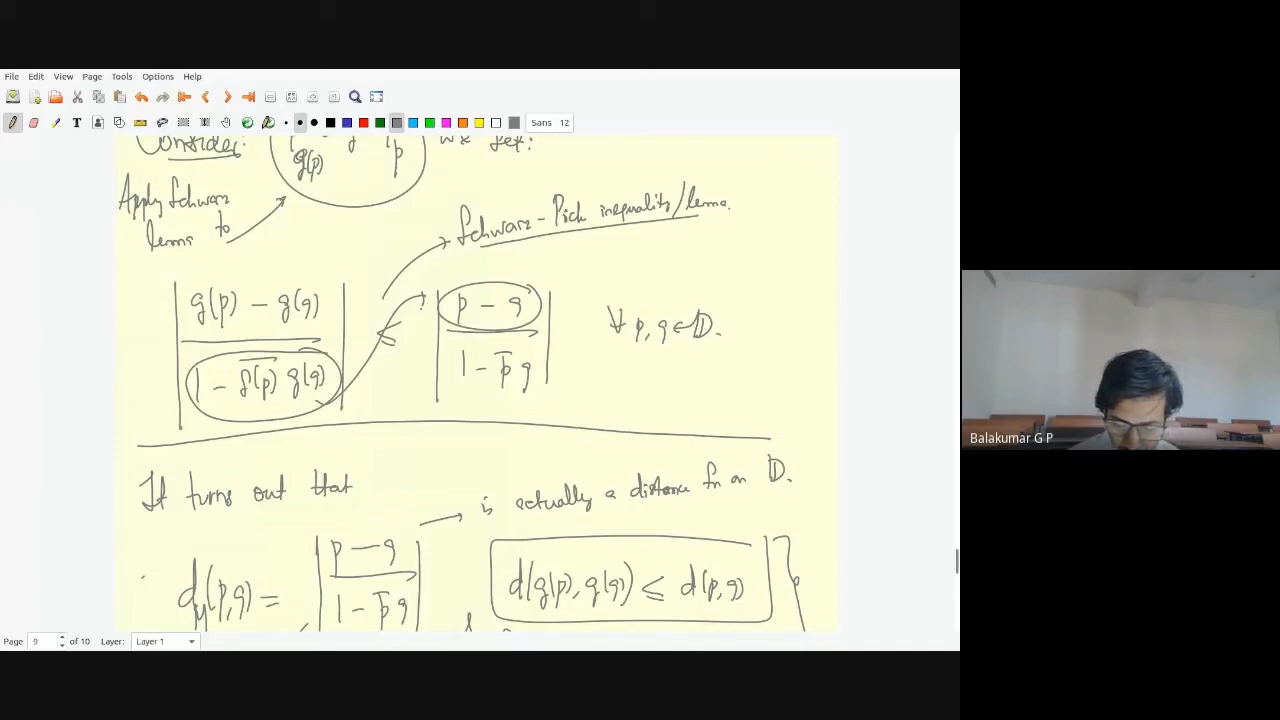 File Edit View Page Tools Options Help
Sans 12
Consider: g(p) p we get:
Apply Schwarz
lemma to
Schwarz - Pick inequality/lemma.
| g(p) - g(q) / 1 - \overline{g(p)} g(q) | ≤ | p - q / 1 - \overline{p} q | ∀ p, q ∈ 𝔻.
It turns out that
is actually a distance fn on 𝔻.
d_H(p,q) = | p - q / 1 - \overline{p} q |
d(g(p), g(q)) ≤ d(p,q)
Page 9 of 10 Layer: Layer 1
Balakumar G P